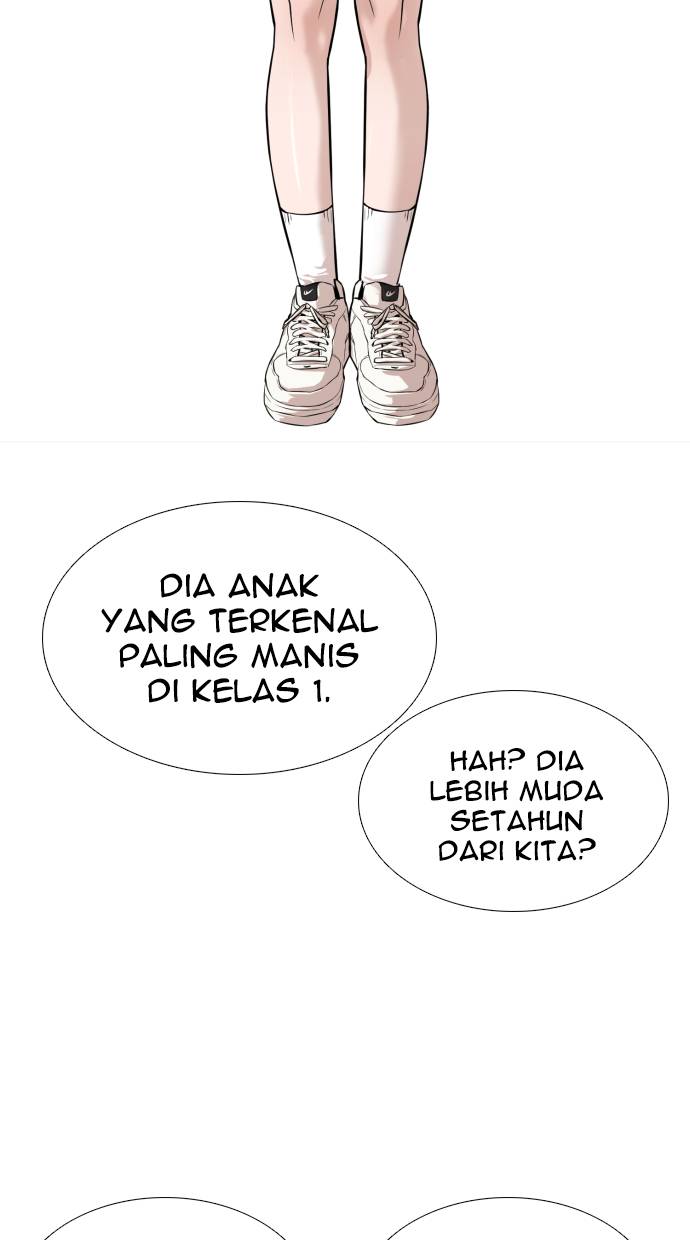 DIA ANAK
YANG TERKENAL
PALING MANIS
DI KELAS 1.
HAH? DIA
LEBIH MUDA
SETAHUN
DARI KITA?